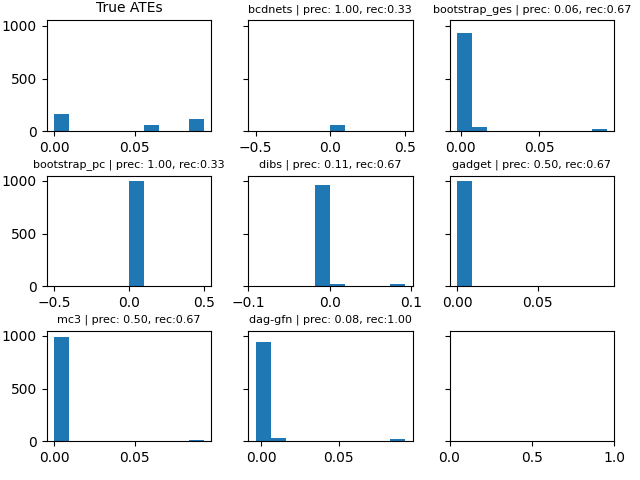 True ATEs
bcdnets | prec: 1.00, rec:0.33
bootstrap_ges | prec: 0.06, rec:0.67
1000
500
0
0.00 0.05
−0.5 0.0 0.5
0.00 0.05
bootstrap_pc | prec: 1.00, rec:0.33
dibs | prec: 0.11, rec:0.67
gadget | prec: 0.50, rec:0.67
1000
500
0
−0.5 0.0 0.5
−0.1 0.0 0.1
0.00 0.05
mc3 | prec: 0.50, rec:0.67
dag-gfn | prec: 0.08, rec:1.00
1000
500
0
0.00 0.05
0.00 0.05
0.0 0.5 1.0